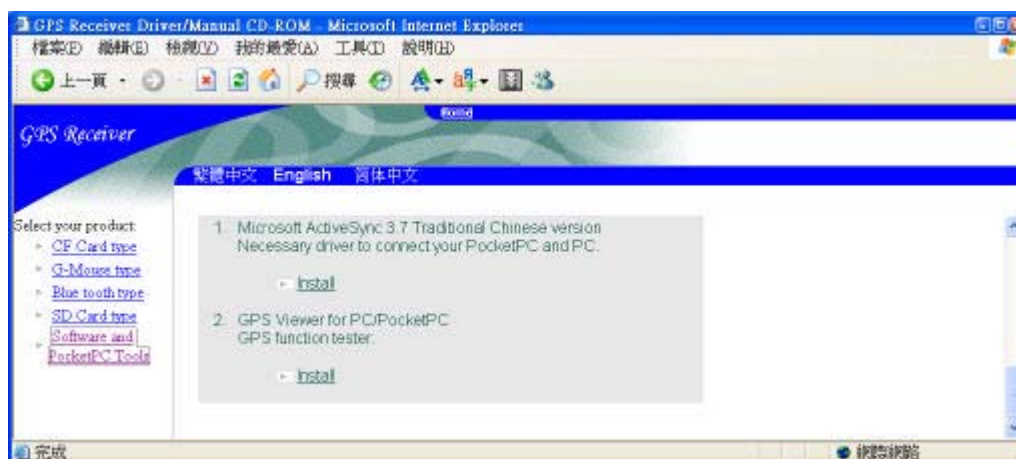 GPS Receiver Driver/Manual CD-ROM - Microsoft Internet Explorer
檔案(F) 編輯(E) 檢視(V) 我的最愛(A) 工具(T) 說明(H)
上一頁 搜尋
Home
GPS Receiver
繁體中文 English 简体中文
Select your product:
CF Card type
G-Mouse type
Blue tooth type
SD Card type
Software and
PocketPC Tools
1. Microsoft ActiveSync 3.7 Traditional Chinese version
Necessary driver to connect your PocketPC and PC.
Install
2. GPS Viewer for PC/PocketPC
GPS function tester.
Install
完成 網際網路